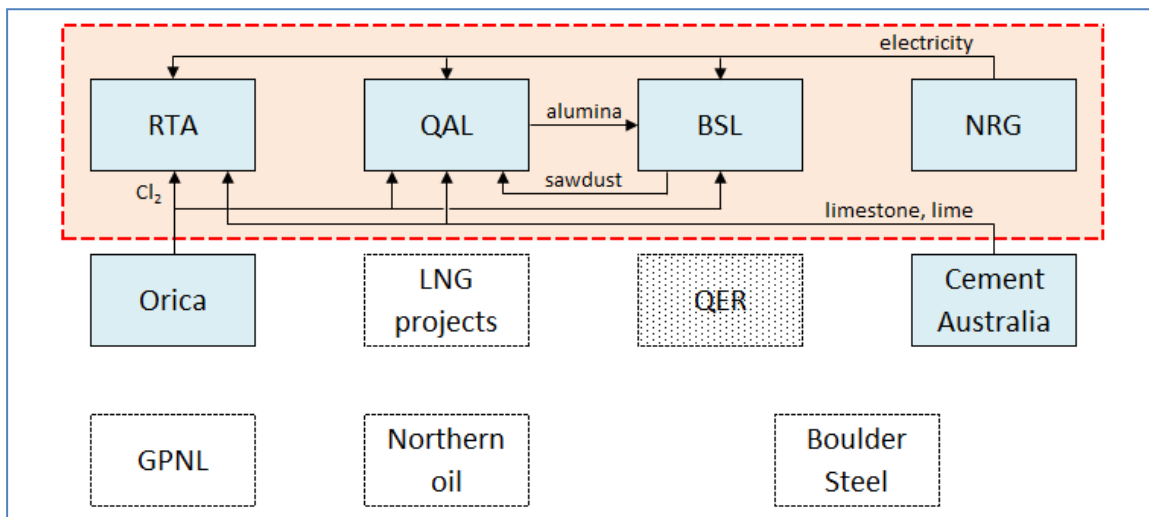 electricity
RTA
QAL
alumina
BSL
NRG
Cl₂
sawdust
limestone, lime
Orica
LNG
projects
QER
Cement
Australia
GPNL
Northern
oil
Boulder
Steel